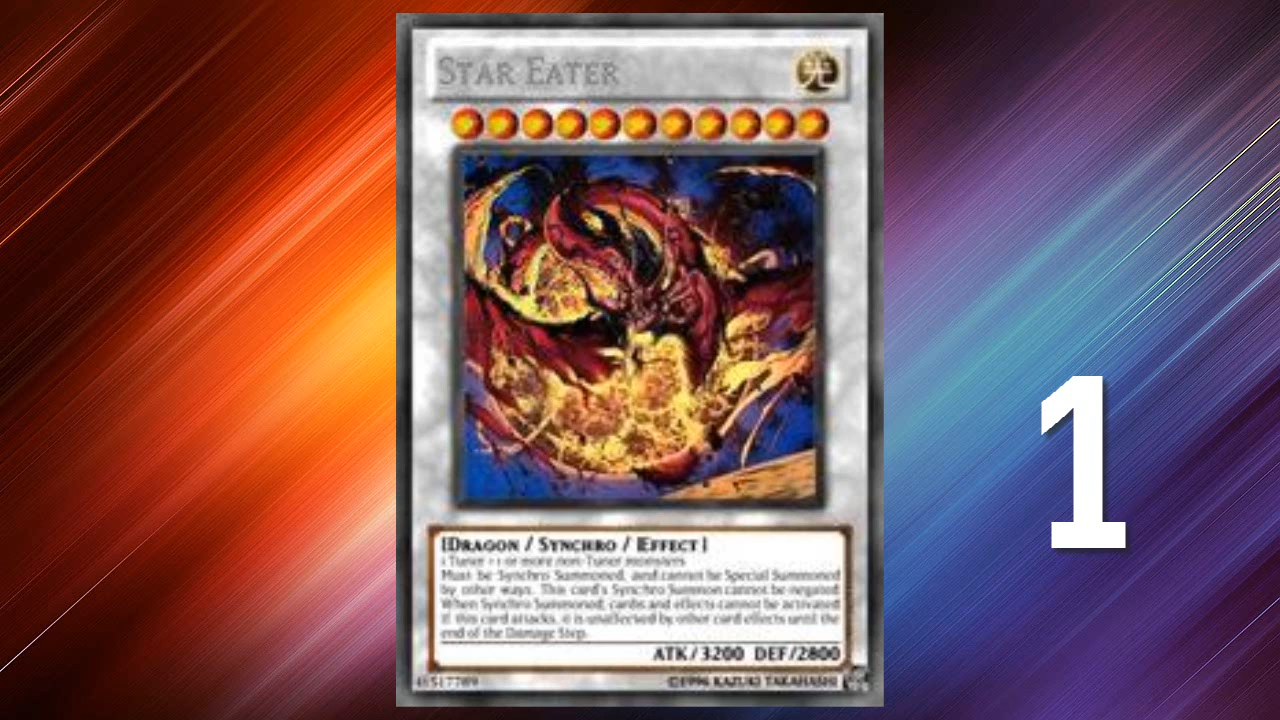 STAR EATER
光
[DRAGON / SYNCHRO / EFFECT]
1 Tuner + 1 or more non-Tuner monsters
Must be Synchro Summoned, and cannot be Special Summoned
by other ways. This card's Synchro Summon cannot be negated.
When Synchro Summoned, cards and effects cannot be activated.
If this card attacks, it is unaffected by other card effects until the
end of the Damage Step.
ATK/3200 DEF/2800
©1996 KAZUKI TAKAHASHI
1